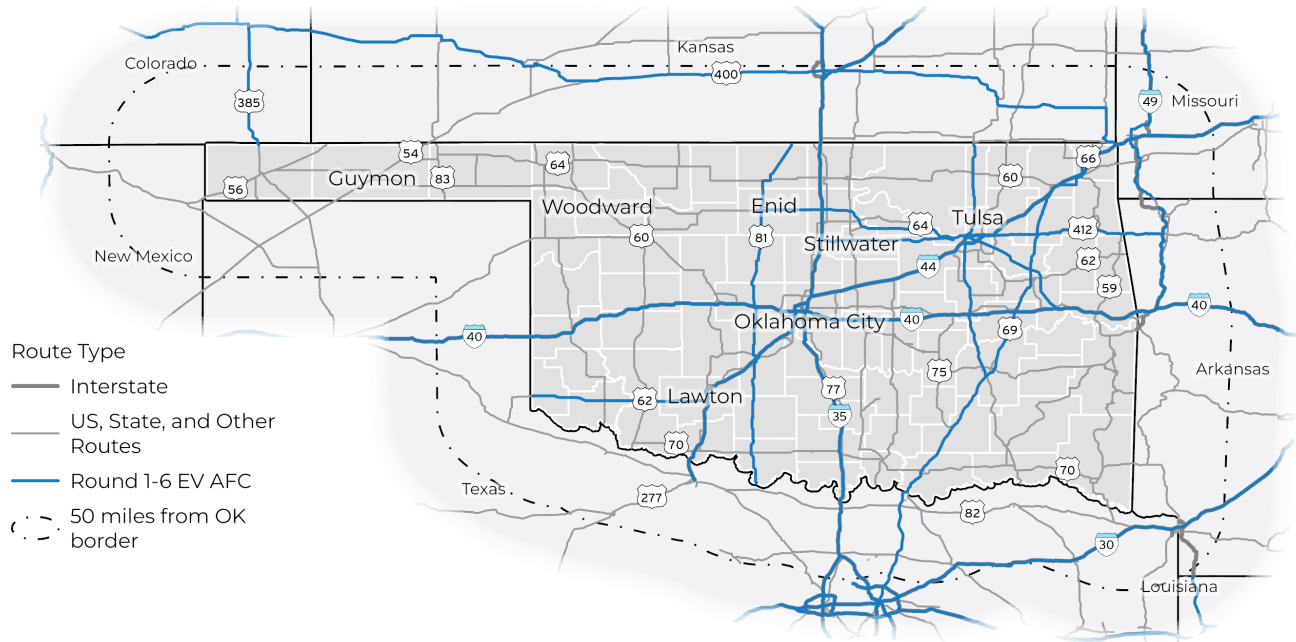 Kansas
Colorado
400
385
49
Missouri
54
64
66
Guymon
83
60
56
Woodward
Enid
64
Tulsa
60
81
412
Stillwater
New Mexico
62
44
59
40
Oklahoma City
40
40
69
Route Type
Arkansas
75
Interstate
77
62
Lawton
35
US, State, and Other
Routes
70
70
Round 1-6 EV AFC
Texas
277
82
50 miles from OK
border
30
Louisiana